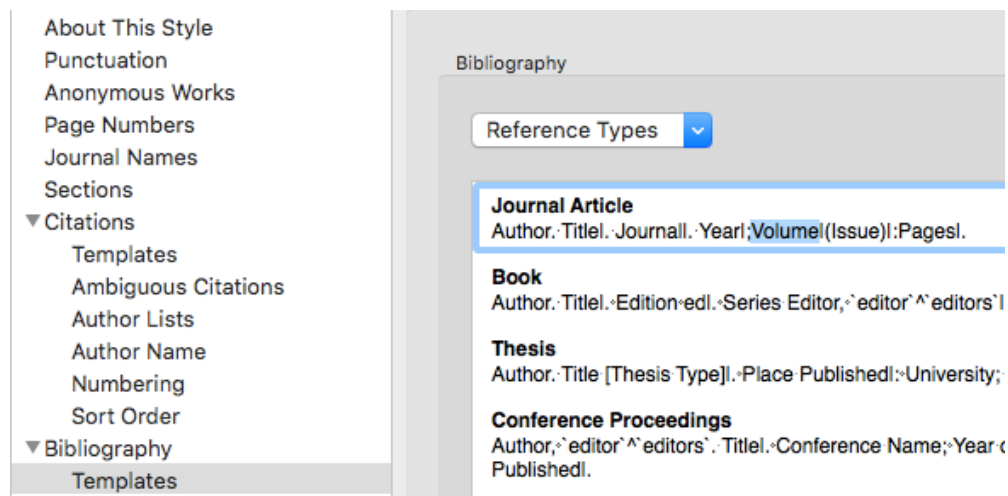 About This Style
Punctuation
Anonymous Works
Page Numbers
Journal Names
Sections
Citations
Templates
Ambiguous Citations
Author Lists
Author Name
Numbering
Sort Order
Bibliography
Templates
Bibliography
Reference Types
Journal Article
Author.·Title|.·Journal|.·Year|;Volume|(Issue)|:Pages|.
Book
Author.·Title|.·Edition·ed|.·Series Editor,·`editor`^`editors`|
Thesis
Author.·Title·[Thesis Type]|.·Place Published|:·University;
Conference Proceedings
Author,·`editor`^`editors`.·Title|.·Conference Name;·Year
Published|.